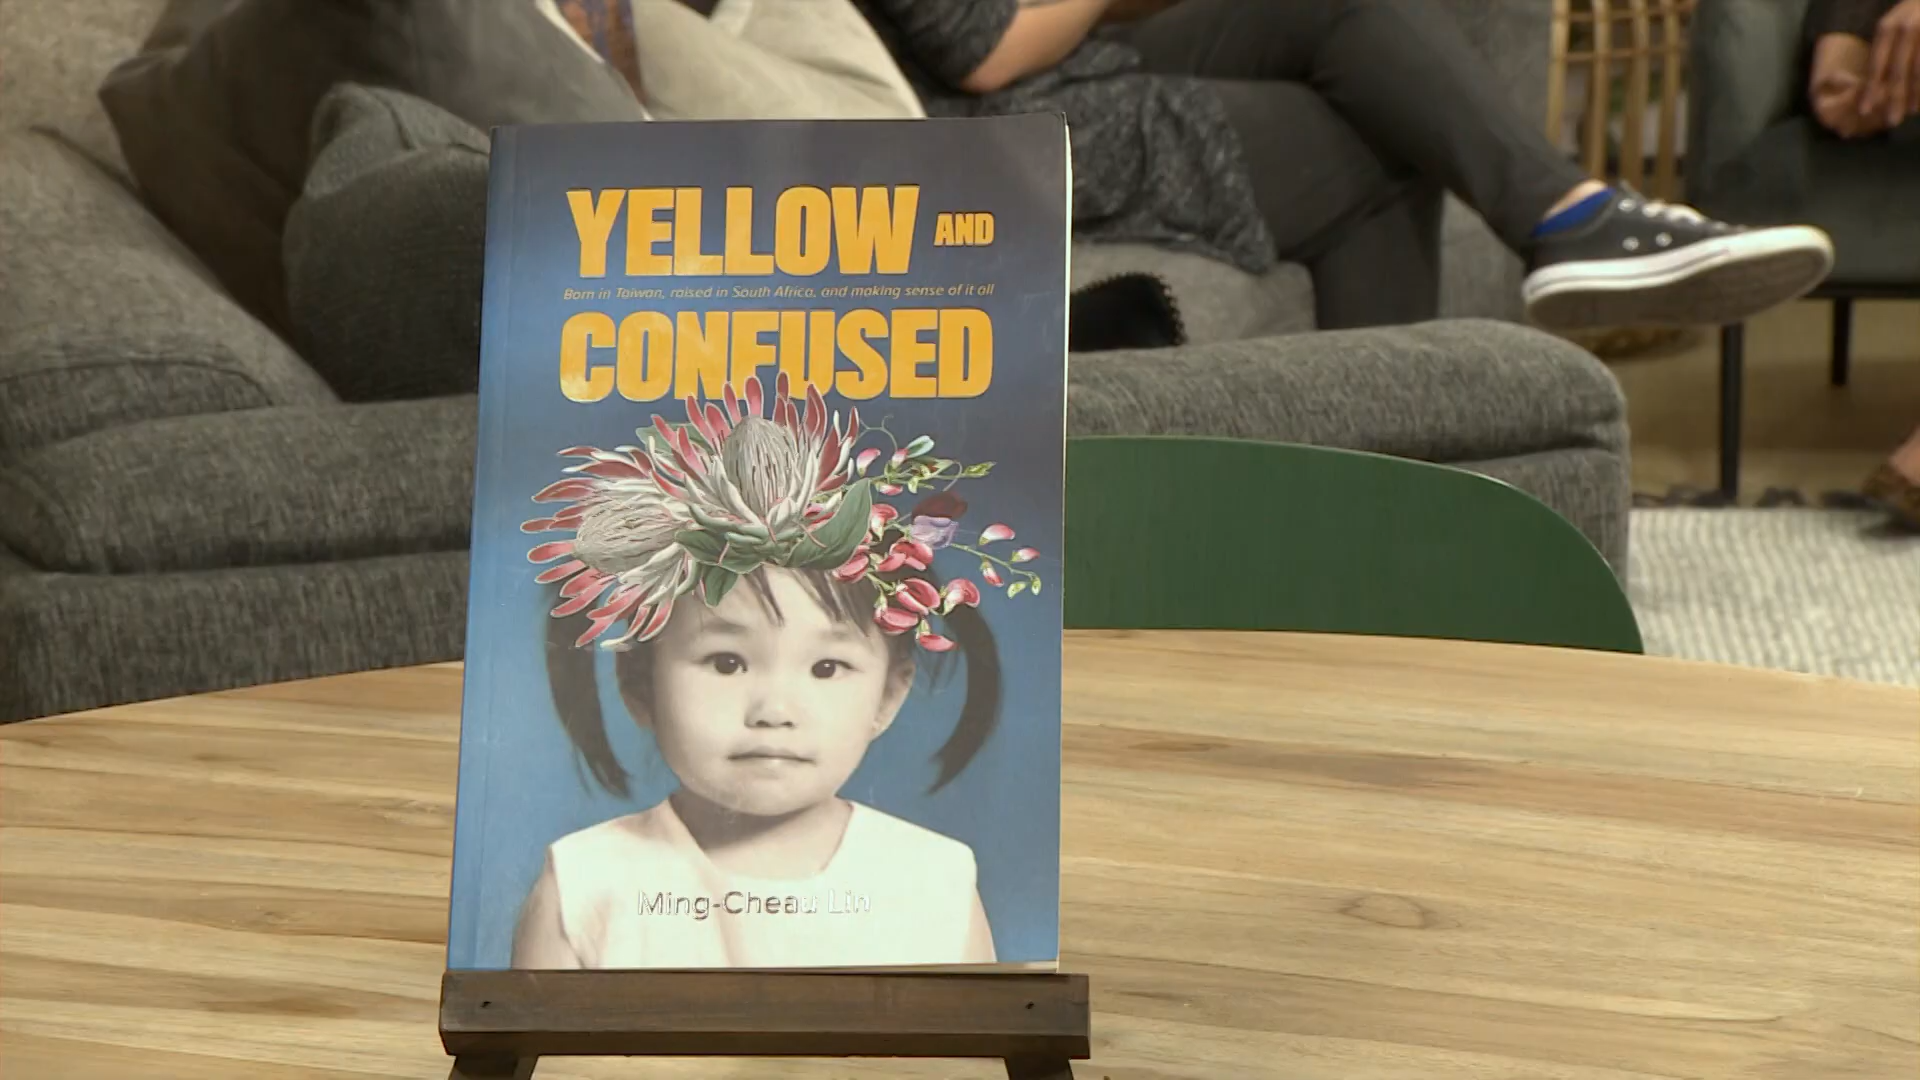 YELLOW AND
Born in Taiwan, raised in South Africa, and making sense of it all
CONFUSED
Ming-Cheau Lin